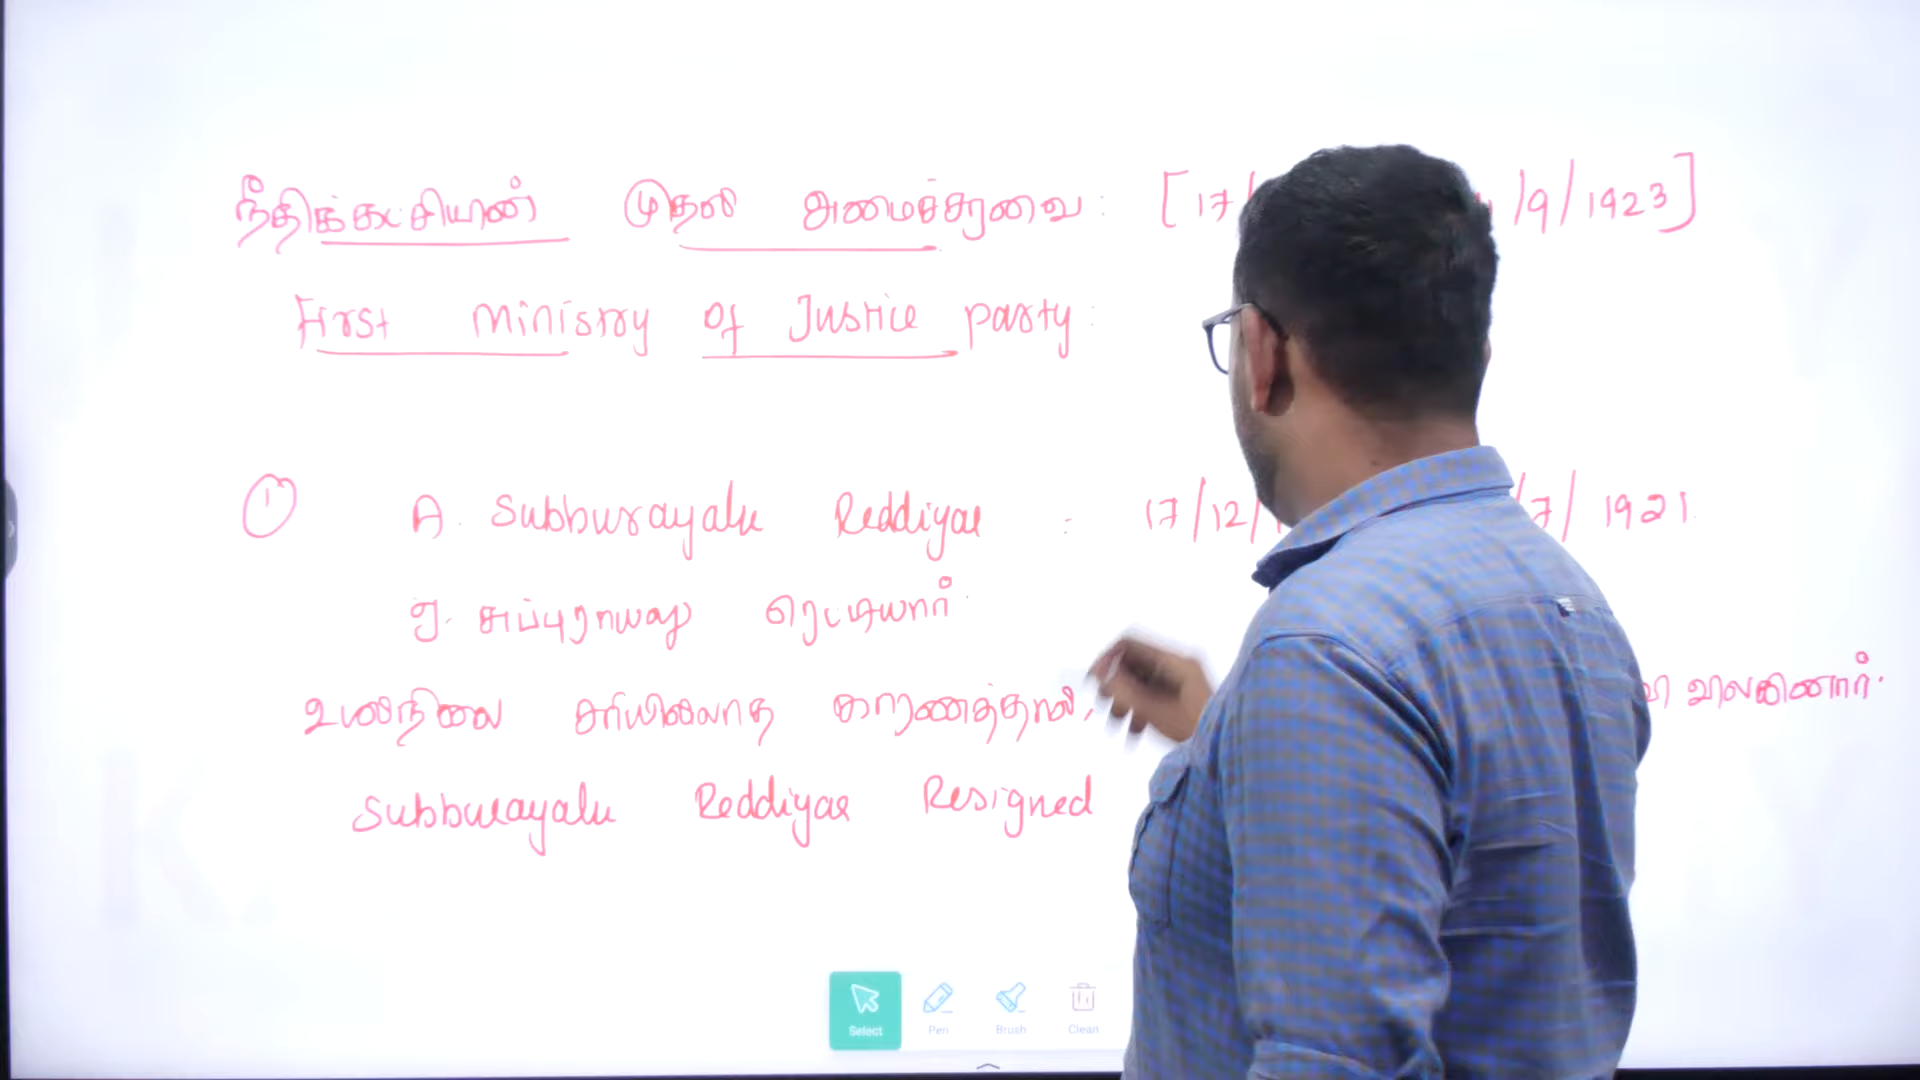 நீதிக்கட்சியின் முதல் அமைச்சரவை : [17/ /9/1923]
First Ministry of Justice party :
① A. Subburayalu Reddiyar : 17/12/ /7/ 1921.
ஏ. சுப்புராயலு ரெட்டியார்.
உடல்நிலை சரியில்லாத காரணத்தால், விலகினார்.
Subburayalu Reddiyar Resigned
Select Pen Brush Clean